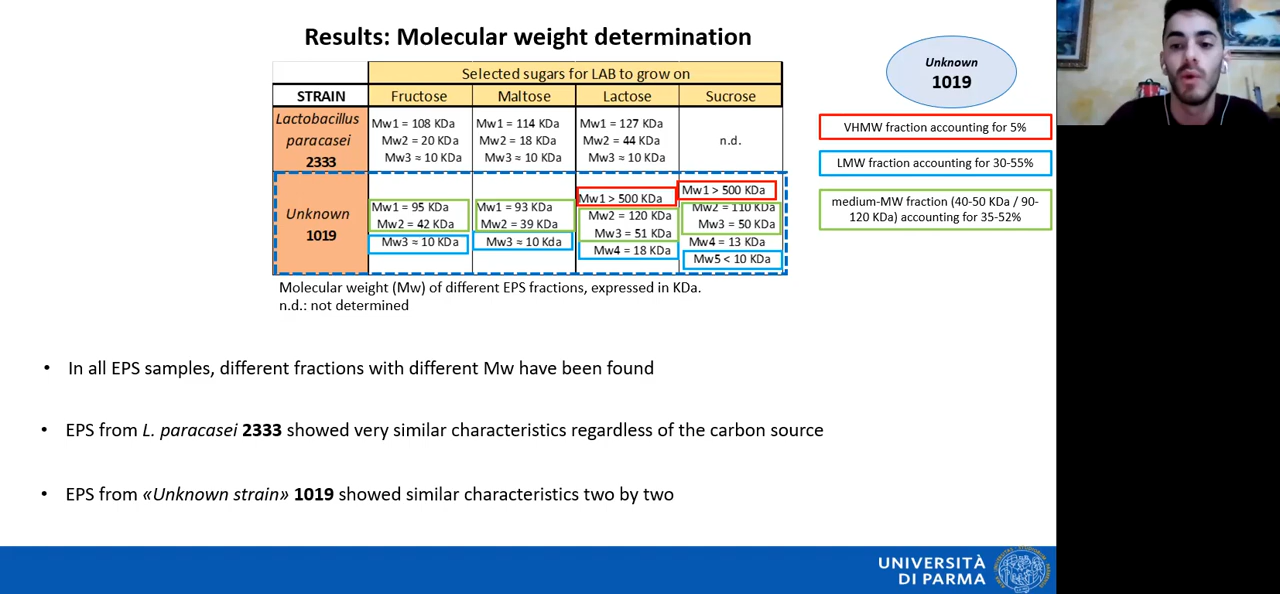 Results: Molecular weight determination
Selected sugars for LAB to grow on
STRAIN Fructose Maltose Lactose Sucrose
Lactobacillus paracasei 2333
Mw1 = 108 KDa
Mw2 = 20 KDa
Mw3 ≈ 10 KDa
Mw1 = 114 KDa
Mw2 = 18 KDa
Mw3 ≈ 10 KDa
Mw1 = 127 KDa
Mw2 = 44 KDa
Mw3 ≈ 10 KDa
n.d.
Unknown
1019
Mw1 = 95 KDa
Mw2 = 42 KDa
Mw3 ≈ 10 KDa
Mw1 = 93 KDa
Mw2 = 39 KDa
Mw3 ≈ 10 Kda
Mw1 > 500 KDa
Mw2 = 120 KDa
Mw3 = 51 KDa
Mw4 = 18 KDa
Mw1 > 500 KDa
Mw2 = 110 KDa
Mw3 = 50 KDa
Mw4 = 13 KDa
Mw5 < 10 KDa
Molecular weight (Mw) of different EPS fractions, expressed in KDa.
n.d.: not determined
Unknown
1019
VHMW fraction accounting for 5%
LMW fraction accounting for 30-55%
medium-MW fraction (40-50 KDa / 90-
120 KDa) accounting for 35-52%
• In all EPS samples, different fractions with different Mw have been found
• EPS from L. paracasei 2333 showed very similar characteristics regardless of the carbon source
• EPS from «Unknown strain» 1019 showed similar characteristics two by two
UNIVERSITÀ
DI PARMA